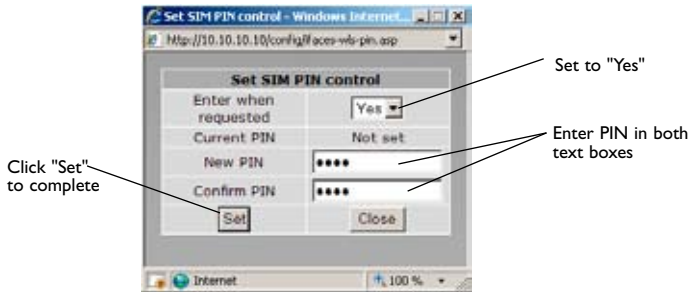 Set SIM PIN control - Windows Internet...
http://10.10.10.10/config/ifaces-wls-pin.asp
Set SIM PIN control
Enter when
requested
Yes
Current PIN
Not set
New PIN
••••
Confirm PIN
••••
Set
Close
Internet
100 %
Set to "Yes"
Enter PIN in both
text boxes
Click "Set"
to complete